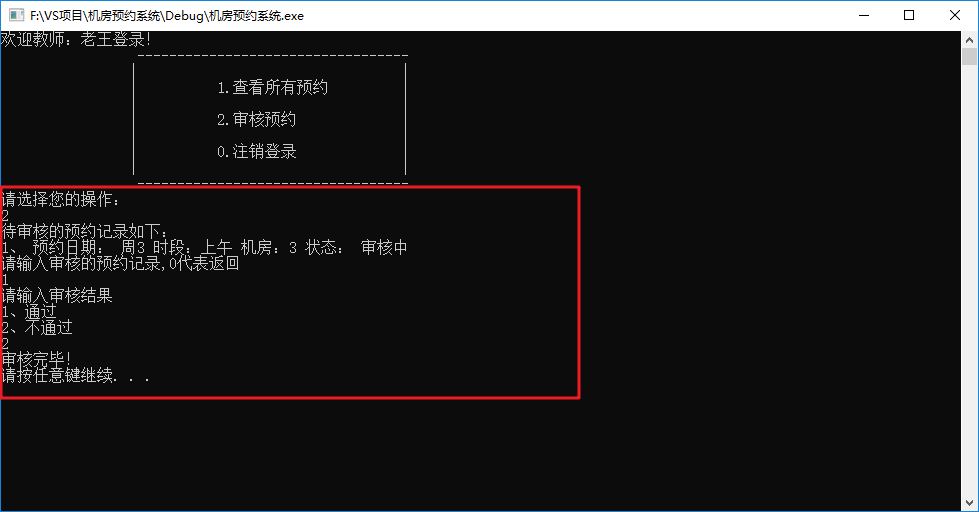 F:\VS项目\机房预约系统\Debug\机房预约系统.exe
欢迎教师：老王登录!
----------------------------------
1.查看所有预约
2.审核预约
0.注销登录
----------------------------------
请选择您的操作：
2
待审核的预约记录如下：
1、 预约日期： 周3 时段：上午 机房：3 状态： 审核中
请输入审核的预约记录,0代表返回
1
请输入审核结果
1、通过
2、不通过
2
审核完毕!
请按任意键继续. . .